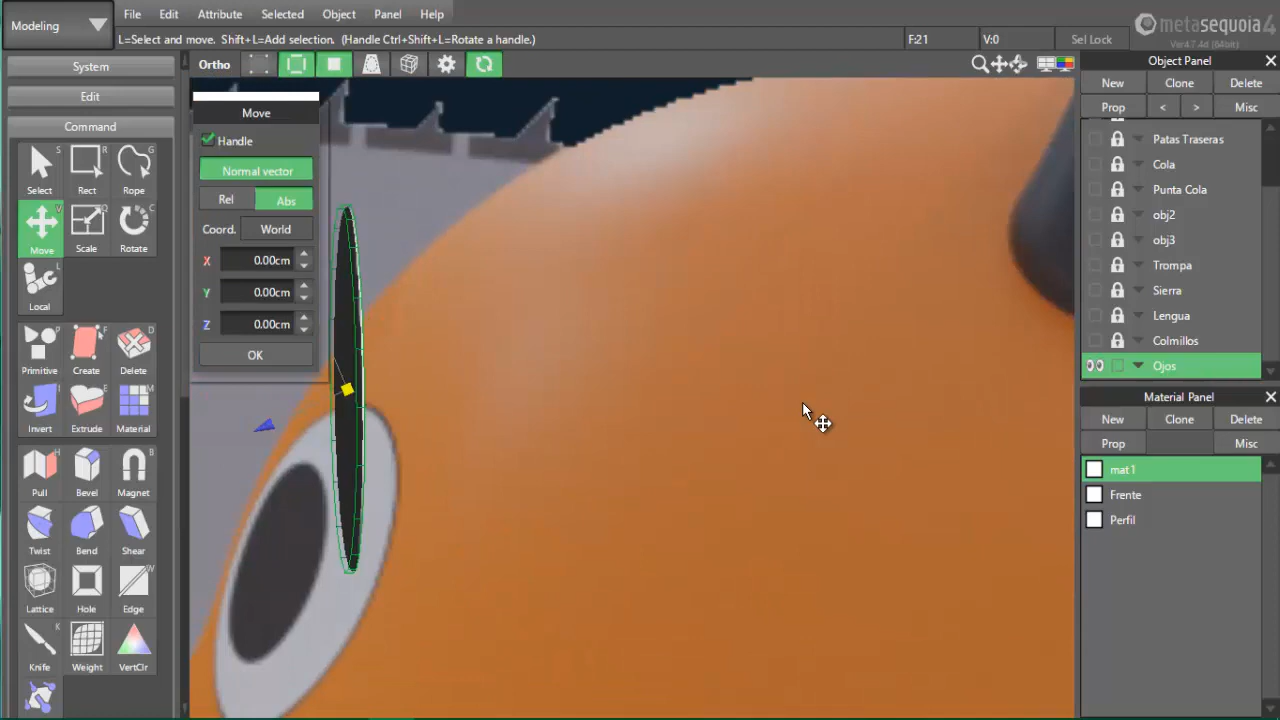 Modeling
File Edit Attribute Selected Object Panel Help
metasequoia 4
Ver4.7.4d (64bit)
L=Select and move. Shift+L=Add selection. (Handle Ctrl+Shift+L=Rotate a handle.)
F:21
V:0
Sel Lock
System
Edit
Command
Select S
Rect R
Rope G
Move V
Scale Q
Rotate C
Local L
Primitive P
Create F
Delete D
Invert I
Extrude E
Material M
Pull H
Bevel X
Magnet B
Twist
Bend
Shear
Lattice
Hole
Edge W
Knife K
Weight
VertClr
Ortho
Move
Handle
Normal vector
Rel Abs
Coord. World
X 0.00cm
Y 0.00cm
Z 0.00cm
OK
Object Panel
New Clone Delete
Prop < > Misc
Patas Traseras
Cola
Punta Cola
obj2
obj3
Trompa
Sierra
Lengua
Colmillos
Ojos
Material Panel
New Clone Delete
Prop Misc
mat1
Frente
Perfil